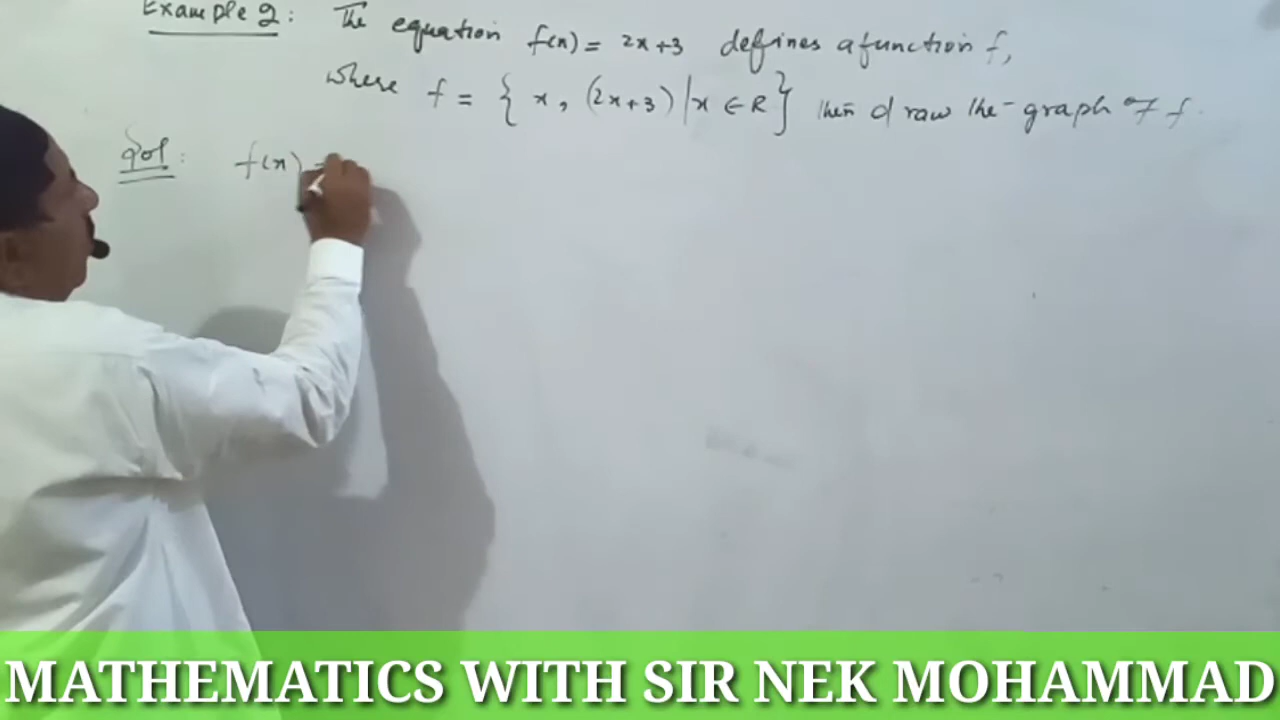 Example 2: The equation f(x) = 2x+3 defines a function f,
where f = { x, (2x+3) | x ∈ R } then draw the graph of f.
Sol: f(x) =
MATHEMATICS WITH SIR NEK MOHAMMAD